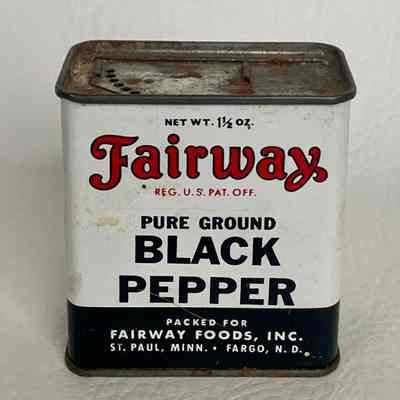 NET WT. 1½ OZ.
Fairway
REG. U.S. PAT. OFF.
PURE GROUND
BLACK
PEPPER
PACKED FOR
FAIRWAY FOODS, INC.
ST. PAUL, MINN. • FARGO, N. D.